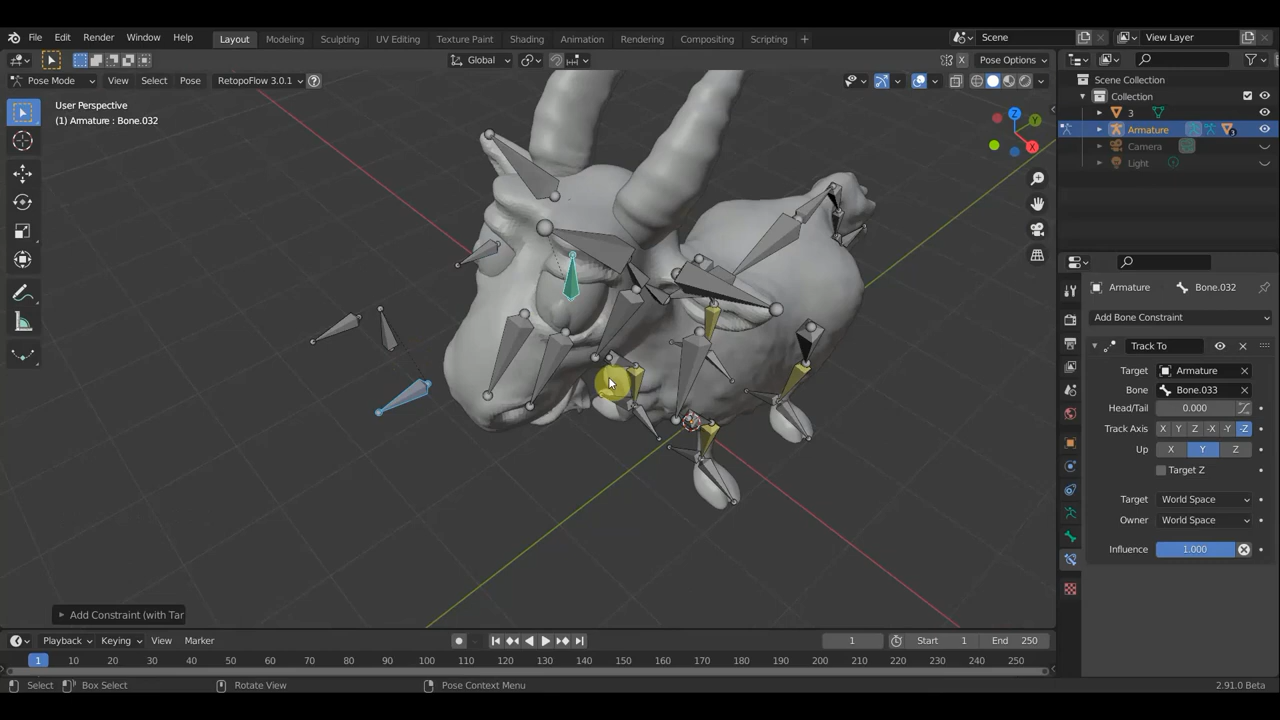 File Edit Render Window Help
Layout Modeling Sculpting UV Editing Texture Paint Shading Animation Rendering Compositing Scripting +
Scene
View Layer
Global
Pose Options
Pose Mode View Select Pose RetopoFlow 3.0.1 ?
User Perspective
(1) Armature : Bone.032
Z
Y
X
Scene Collection
Collection
3
Armature
3
Camera
Light
Armature
Bone.032
Add Bone Constraint
Track To
Target Armature
Bone Bone.033
Head/Tail 0.000
Track Axis X Y Z -X -Y -Z
Up X Y Z
Target Z
Target World Space
Owner World Space
Influence 1.000
Add Constraint (with Tar
Playback Keying View Marker
1
Start 1
End 250
1 10 20 30 40 50 60 70 80 90 100 110 120 130 140 150 160 170 180 190 200 210 220 230 240 250
Select Box Select Rotate View Pose Context Menu
2.91.0 Beta